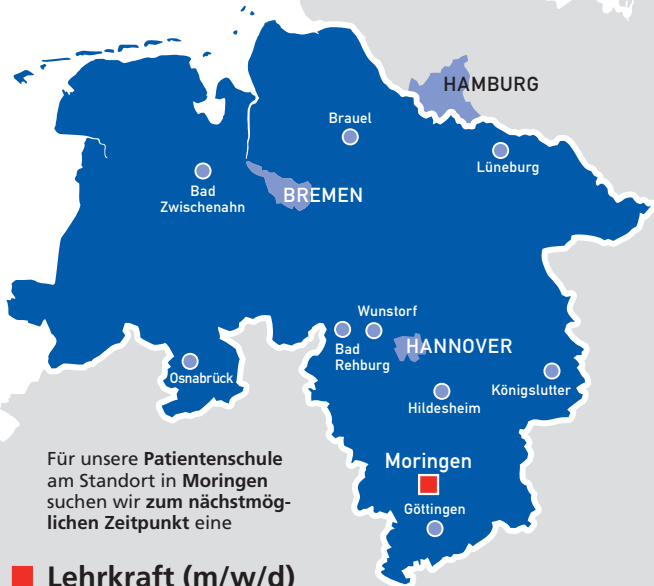 HAMBURG
Brauel
Lüneburg
Bad
Zwischenahn
BREMEN
Wunstorf
Bad
Rehburg
HANNOVER
Osnabrück
Königslutter
Hildesheim
Moringen
Göttingen
Für unsere Patientenschule
am Standort in Moringen
suchen wir zum nächstmög-
lichen Zeitpunkt eine
Lehrkraft (m/w/d)